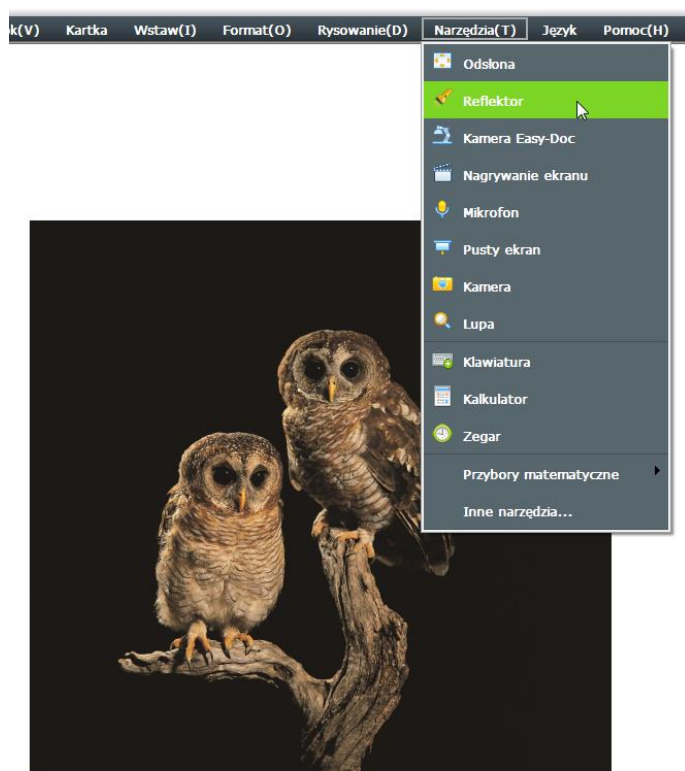 ok(V) Kartka Wstaw(I) Format(O) Rysowanie(D) Narzędzia(T) Język Pomoc(H)
Odsłona
Reflektor
Kamera Easy-Doc
Nagrywanie ekranu
Mikrofon
Pusty ekran
Kamera
Lupa
Klawiatura
Kalkulator
Zegar
Przybory matematyczne
Inne narzędzia...